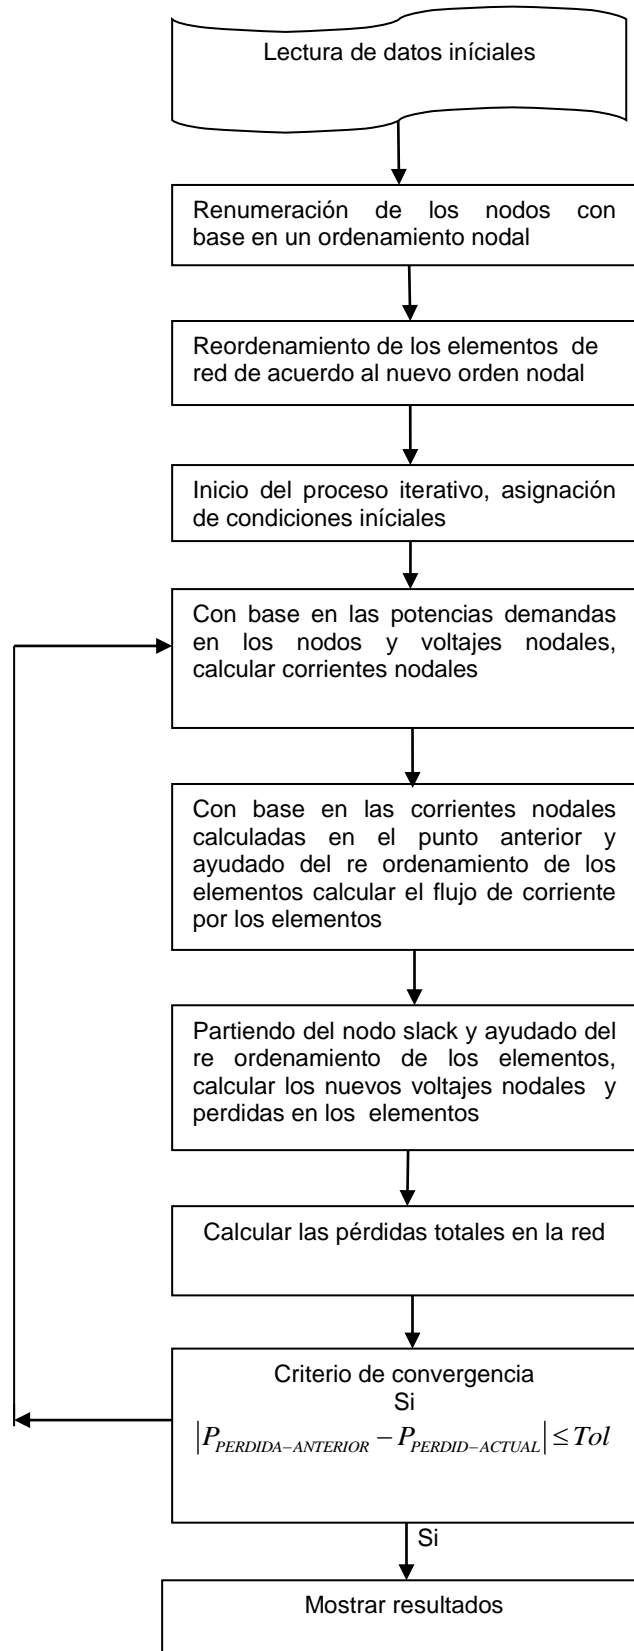 Lectura de datos iníciales
Renumeración de los nodos con
base en un ordenamiento nodal
Reordenamiento de los elementos de
red de acuerdo al nuevo orden nodal
Inicio del proceso iterativo, asignación
de condiciones iníciales
Con base en las potencias demandas
en los nodos y voltajes nodales,
calcular corrientes nodales
Con base en las corrientes nodales
calculadas en el punto anterior y
ayudado del re ordenamiento de los
elementos calcular el flujo de corriente
por los elementos
Partiendo del nodo slack y ayudado del
re ordenamiento de los elementos,
calcular los nuevos voltajes nodales y
perdidas en los elementos
Calcular las pérdidas totales en la red
Criterio de convergencia
Si
|P_{PERDIDA-ANTERIOR} - P_{PERDID-ACTUAL}| ≤ Tol
Si
Mostrar resultados